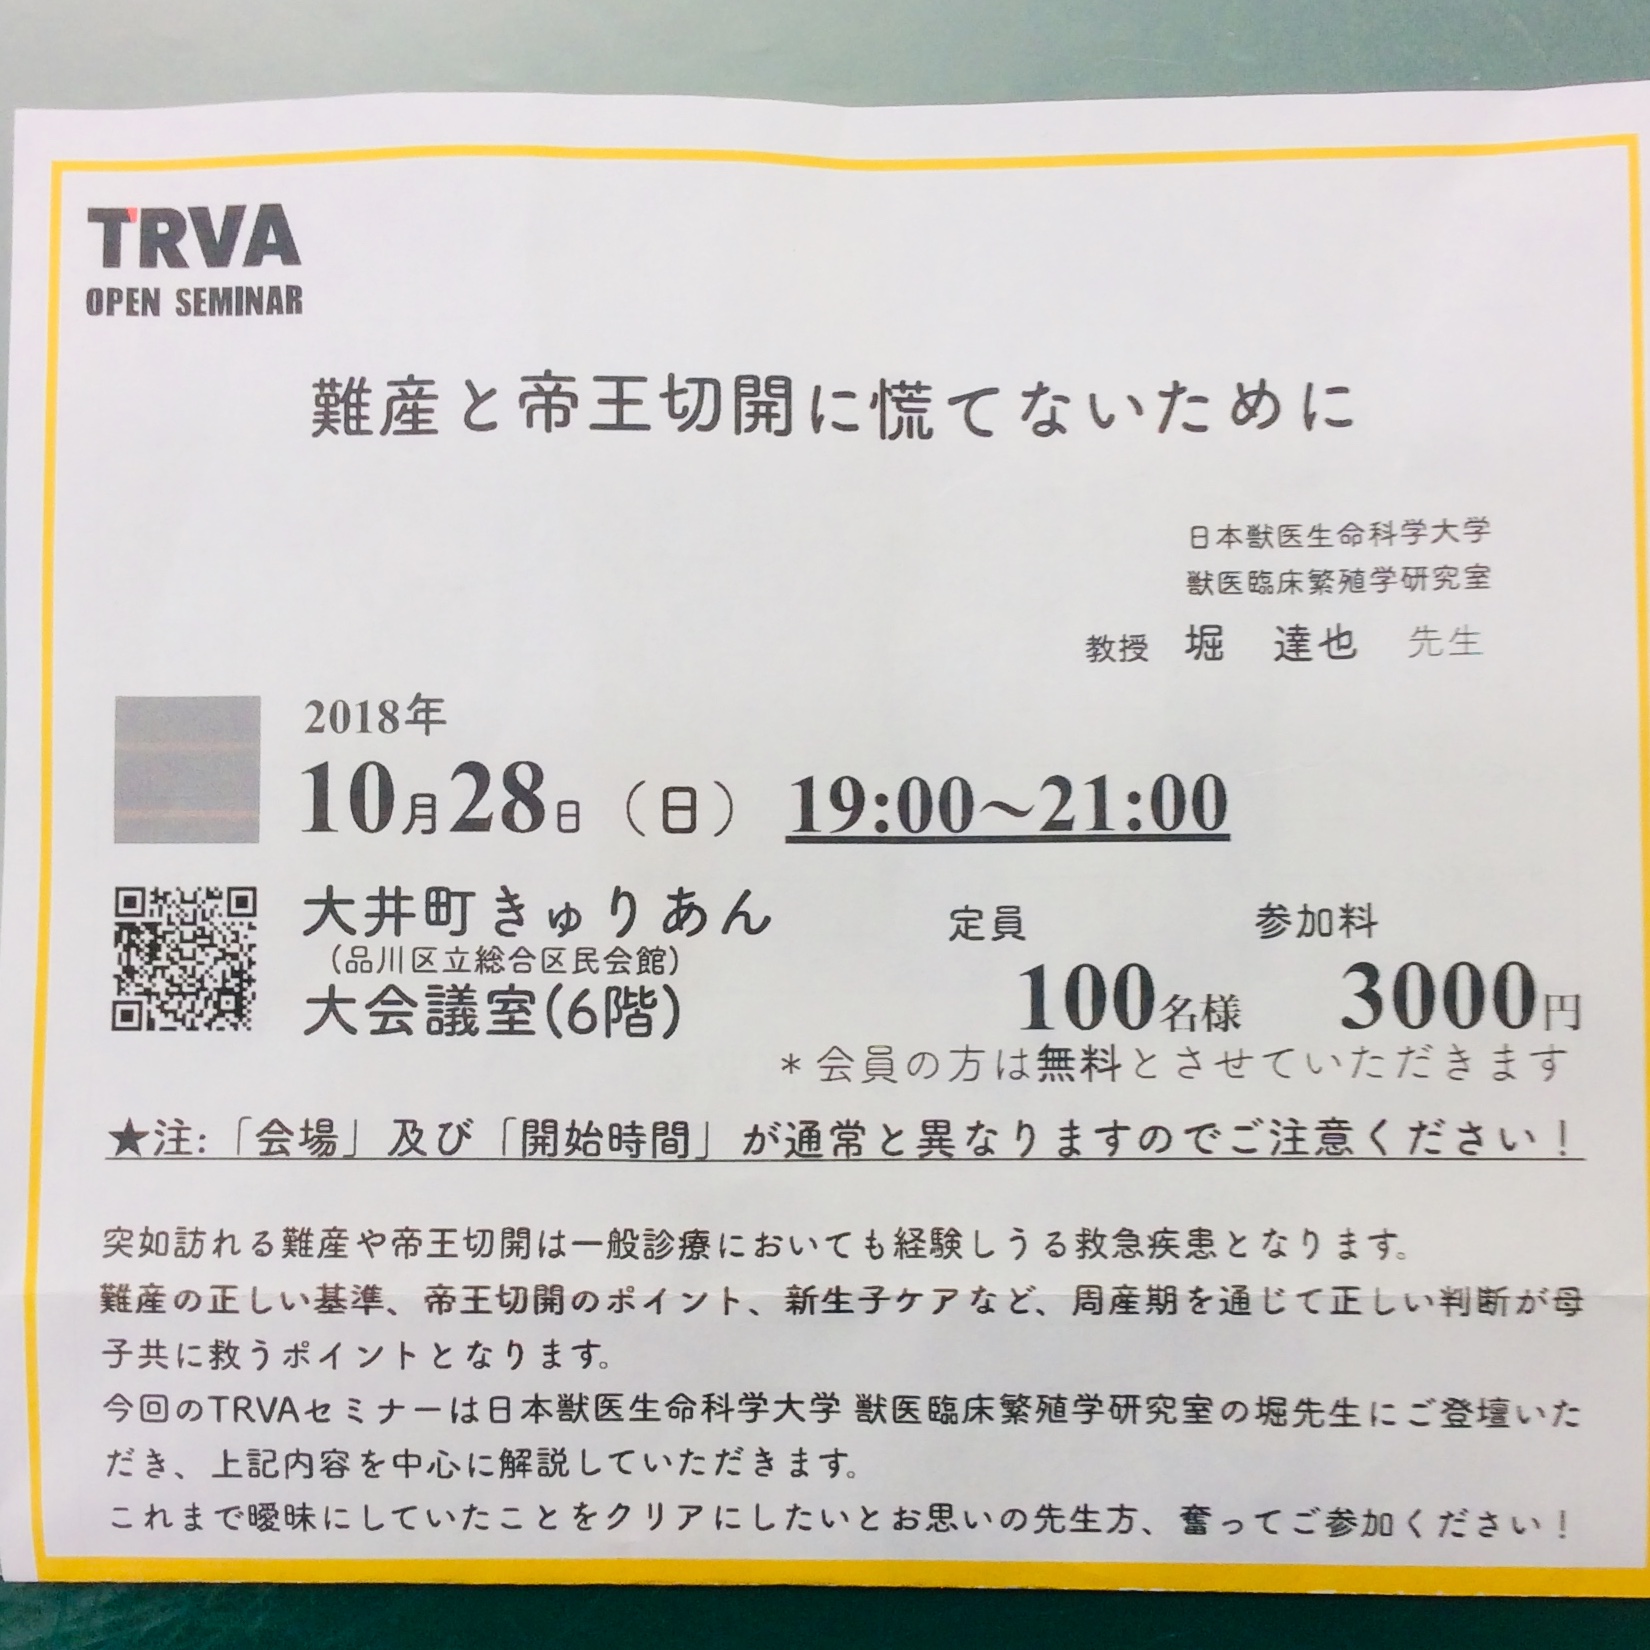 TRVA
OPEN SEMINAR
難産と帝王切開に慌てないために
日本獣医生命科学大学
獣医臨床繁殖学研究室
教授 堀 達也 先生
2018年
10月28日（日） 19:00～21:00
大井町きゅりあん
（品川区立総合区民会館）
大会議室(6階)
定員 参加料
100名様 3000円
＊会員の方は無料とさせていただきます
★注:「会場」及び「開始時間」が通常と異なりますのでご注意ください！
突如訪れる難産や帝王切開は一般診療においても経験しうる救急疾患となります。
難産の正しい基準、帝王切開のポイント、新生子ケアなど、周産期を通じて正しい判断が母
子共に救うポイントとなります。
今回のTRVAセミナーは日本獣医生命科学大学 獣医臨床繁殖学研究室の堀先生にご登壇いた
だき、上記内容を中心に解説していただきます。
これまで曖昧にしていたことをクリアにしたいとお思いの先生方、奮ってご参加ください！